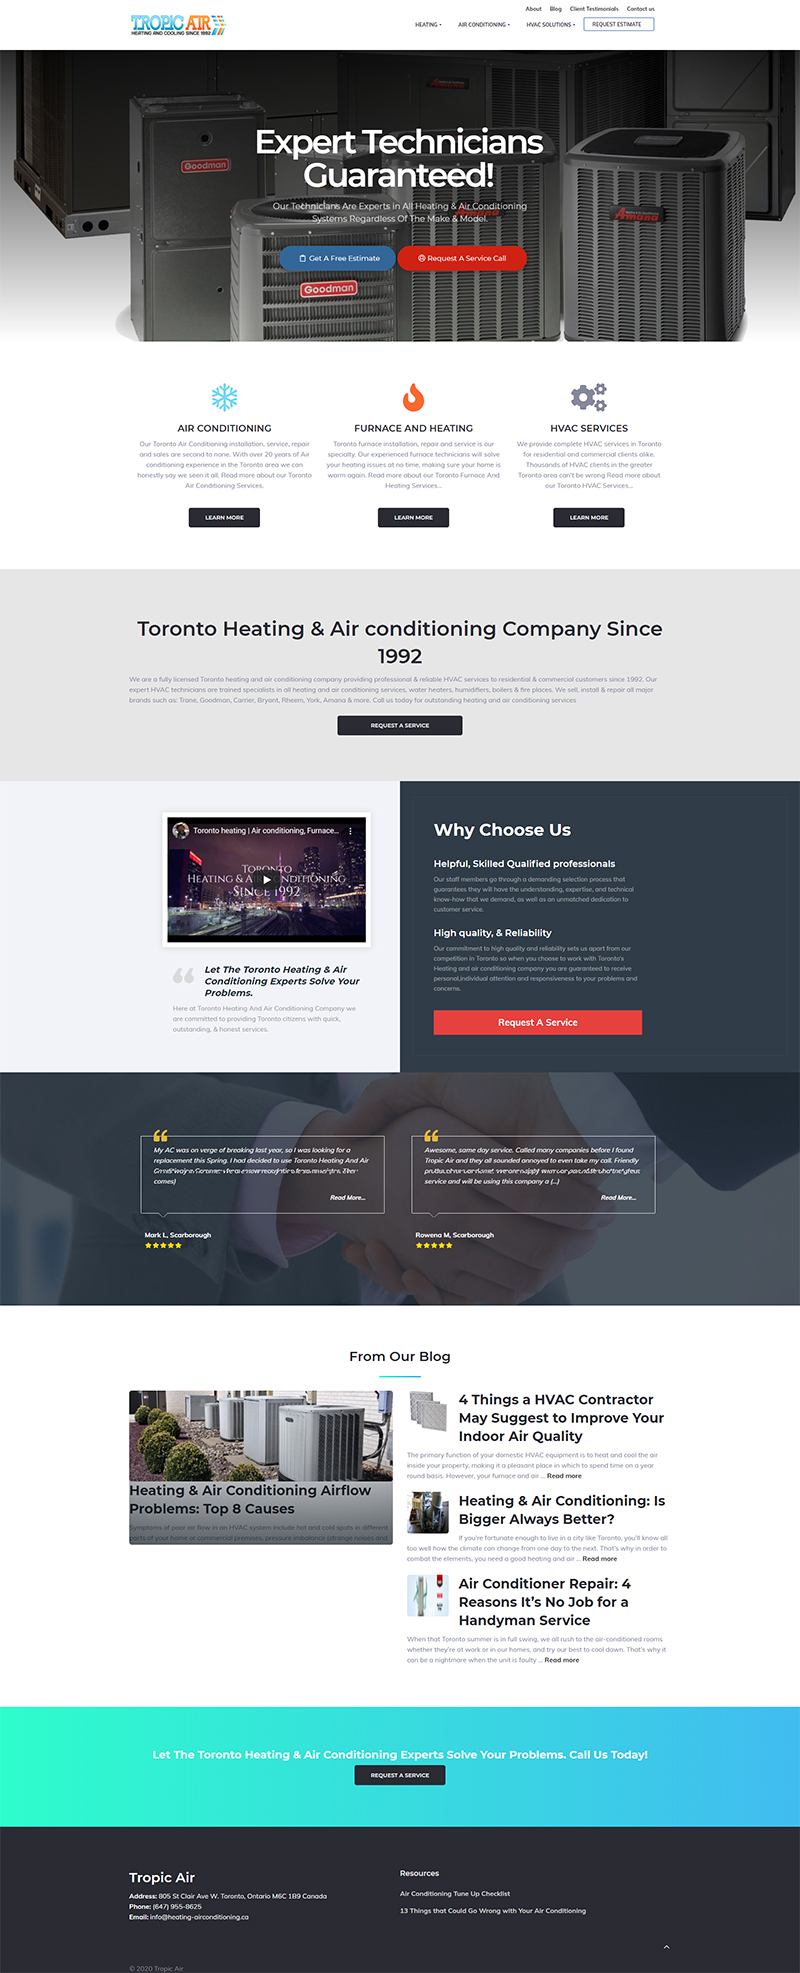 About Blog Client Testimonials Contact us
TROPIC AIR
HEATING AND COOLING SINCE 1992
HEATING AIR CONDITIONING HVAC SOLUTIONS REQUEST ESTIMATE
Expert Technicians
Guaranteed!
Our Technicians Are Experts in All Heating & Air Conditioning
Systems Regardless Of The Make & Model.
Get A Free Estimate Request A Service Call
Goodman
Goodman
Amana
AIR CONDITIONING
Our Toronto Air Conditioning installation, service, repair
and sales are second to none. With over 20 years of Air
conditioning experience in the Toronto area we can
honestly say we seen it all. Read more about our Toronto
Air Conditioning Services.
LEARN MORE
FURNACE AND HEATING
Toronto furnace installation, repair and service is our
specialty. Our experienced furnace technicians will solve
your heating issues at no time, making sure your home is
warm again. Read more about our Toronto Furnace And
Heating Services...
LEARN MORE
HVAC SERVICES
We provide complete HVAC services in Toronto
for residential and commercial clients alike.
Thousands of HVAC clients in the greater
Toronto area can't be wrong Read more about
our Toronto HVAC Services...
LEARN MORE
Toronto Heating & Air conditioning Company Since
1992
We are a fully licensed Toronto heating and air conditioning company providing professional & reliable HVAC services to residential & commercial customers since 1992. Our
expert HVAC technicians are trained specialists in all heating and air conditioning services, water heaters, humidifiers, boilers & fire places. We sell, install & repair all major
brands such as: Trane, Goodman, Carrier, Bryant, Rheem, York, Amana & more. Call us today for outstanding heating and air conditioning services
REQUEST A SERVICE
Toronto heating | Air conditioning, Furnace...
TORONTO
HEATING & AIR CONDITIONING
SINCE 1992
Let The Toronto Heating & Air
Conditioning Experts Solve Your
Problems.
Here at Toronto Heating And Air Conditioning Company we
are committed to providing Toronto citizens with quick,
outstanding, & honest services.
Why Choose Us
Helpful, Skilled Qualified professionals
Our staff members go through a demanding selection process that
guarantees they will have the understanding, expertise, and technical
know-how that we demand, as well as an unmatched dedication to
customer service.
High quality, & Reliability
Our commitment to high quality and reliability sets us apart from our
competition in Toronto so when you choose to work with Toronto's
Heating and air conditioning company you are guaranteed to receive
personal,individual attention and responsiveness to your problems and
concerns.
Request A Service
My AC was on verge of breaking last year, so I was looking for a
replacement this Spring. I had decided to use Toronto Heating And Air
comes)
Read More...
Mark L, Scarborough
Awesome, same day service. Called many companies before I found
Tropic Air and they all sounded annoyed to even take my call. Friendly
service and will be using this company a (...)
Read More...
Rowena M, Scarborough
From Our Blog
Heating & Air Conditioning Airflow
Problems: Top 8 Causes
Symptoms of poor air flow in an HVAC system include hot and cold spots in different
parts of your home or commercial premises, pressure imbalance (strange noises and
4 Things a HVAC Contractor
May Suggest to Improve Your
Indoor Air Quality
The primary function of your domestic HVAC equipment is to heat and cool the air
inside your property, making it a pleasant place in which to spend time on a year
round basis. However, your furnace and air ... Read more
Heating & Air Conditioning: Is
Bigger Always Better?
If you're fortunate enough to live in a city like Toronto, you'll know all
too well how the climate can change from one day to the next. That's why in order to
combat the elements, you need a good heating and air ... Read more
Air Conditioner Repair: 4
Reasons It's No Job for a
Handyman Service
When that Toronto summer is in full swing, we all rush to the air-conditioned rooms
whether they're at work or in our homes, and try our best to cool down. That's why it
can be a nightmare when the unit is faulty ... Read more
Let The Toronto Heating & Air Conditioning Experts Solve Your Problems. Call Us Today!
REQUEST A SERVICE
Tropic Air
Address: 805 St Clair Ave W. Toronto, Ontario M6C 1B9 Canada
Phone: (647) 955-8625
Email: info@heating-airconditioning.ca
Resources
Air Conditioning Tune Up Checklist
13 Things that Could Go Wrong with Your Air Conditioning
© 2020 Tropic Air